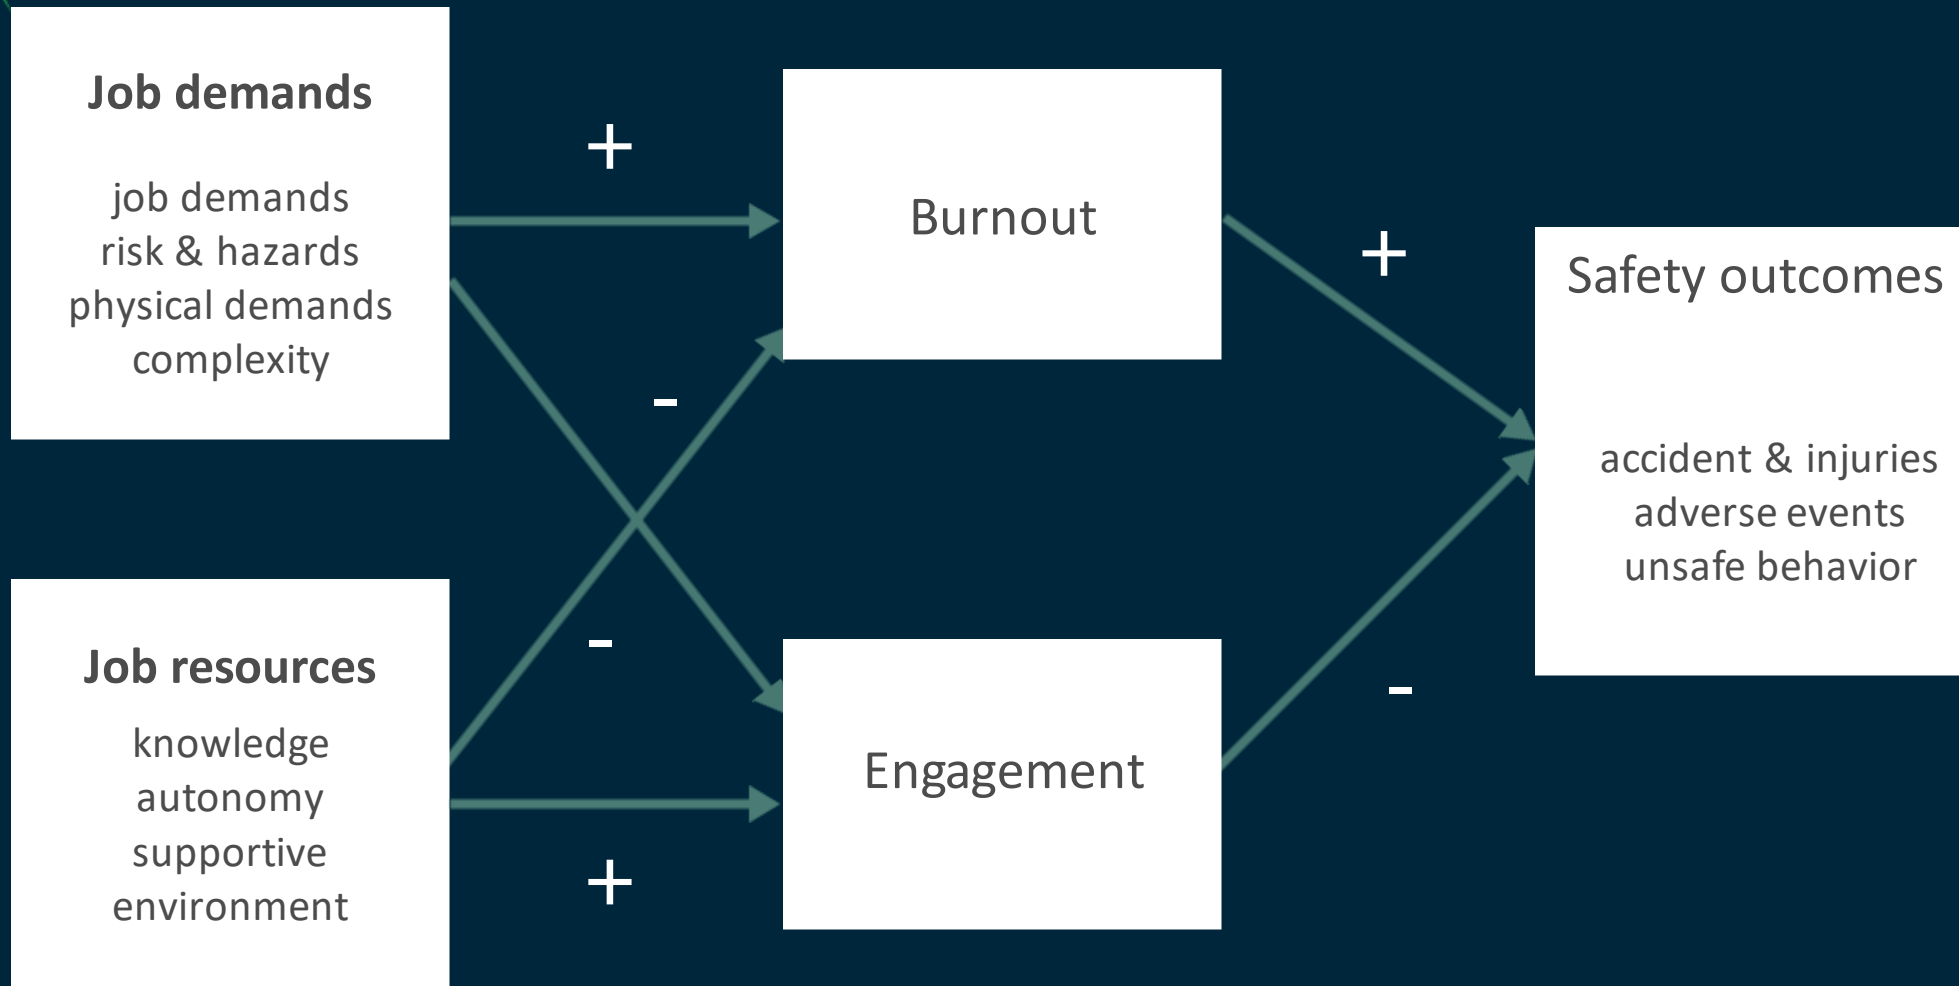 Job demands
job demands
risk & hazards
physical demands
complexity
+
Burnout
+
Safety outcomes
accident & injuries
adverse events
unsafe behavior
-
-
Job resources
knowledge
autonomy
supportive
environment
+
Engagement
-